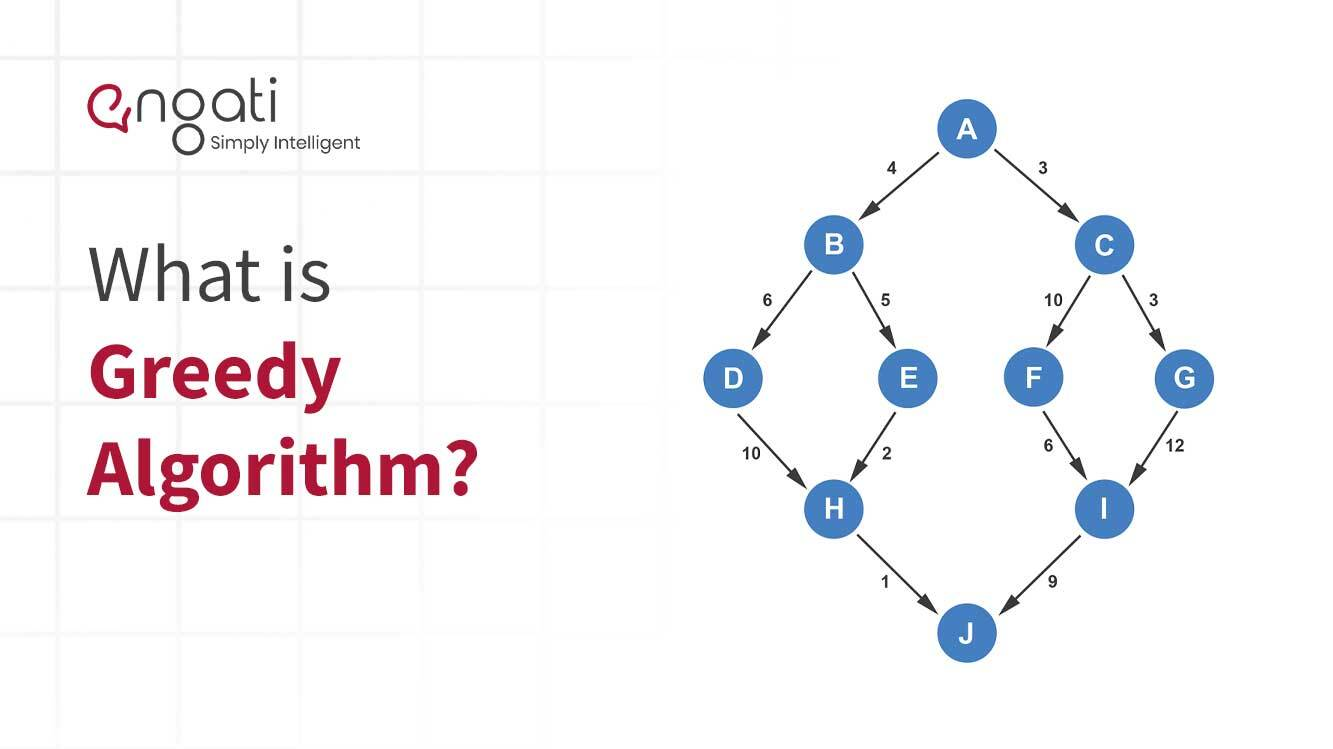 engati
Simply Intelligent
What is
Greedy
Algorithm?
A
4
3
B
C
6
5
10
3
D
E
F
G
10
2
6
12
H
I
1
9
J